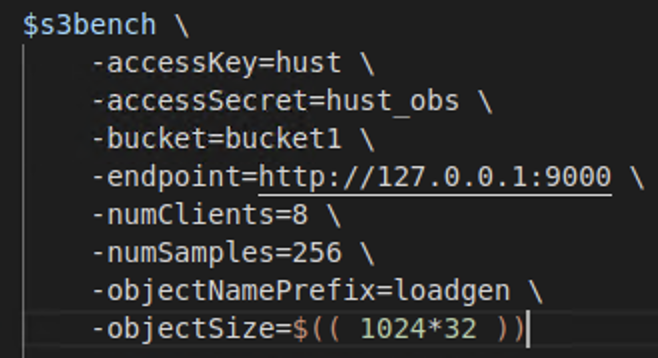 $s3bench \
-accessKey=hust \
-accessSecret=hust_obs \
-bucket=bucket1 \
-endpoint=http://127.0.0.1:9000 \
-numClients=8 \
-numSamples=256 \
-objectNamePrefix=loadgen \
-objectSize=$(( 1024*32 ))